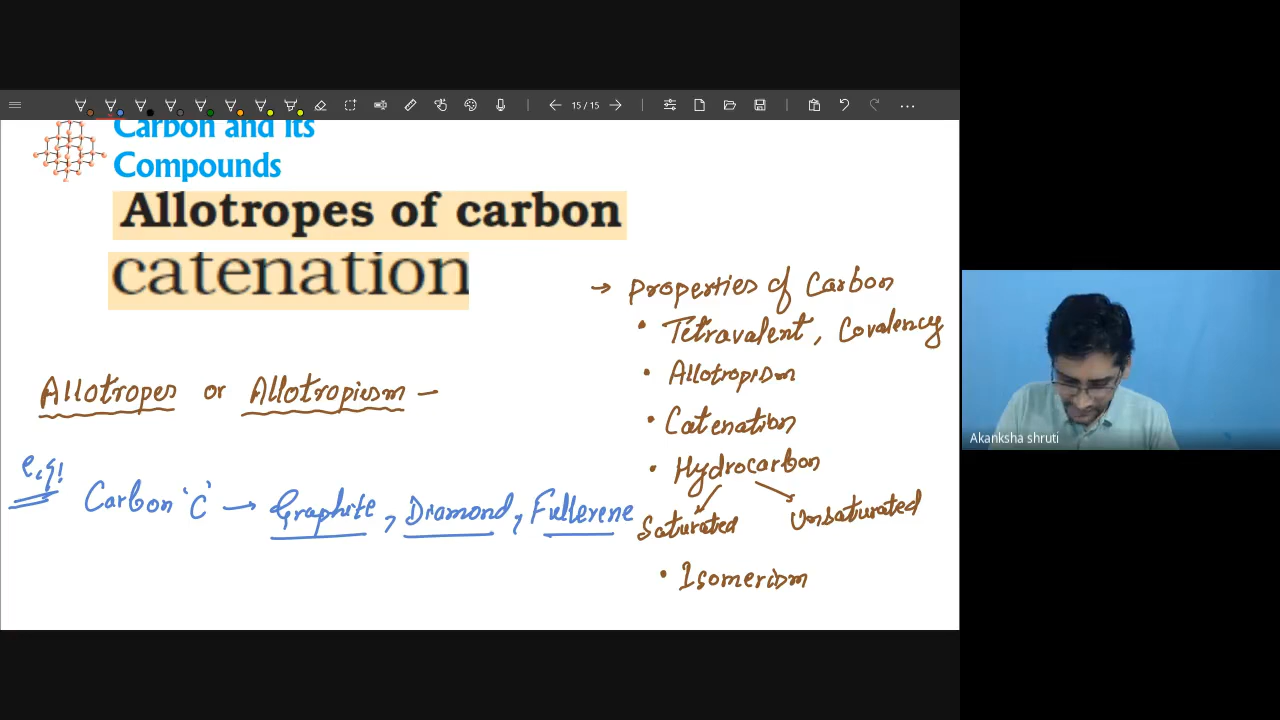 15 / 15
Carbon and its
Compounds
Allotropes of carbon
catenation
→ Properties of Carbon
• Tetravalent, Covalency
• Allotropism
• Catenation
• Hydrocarbon
Saturated Unsaturated
• Isomerism
Allotropes or Allotropism —
e.g!
Carbon 'C' → Graphite, Diamond, Fullerene
Akanksha shruti